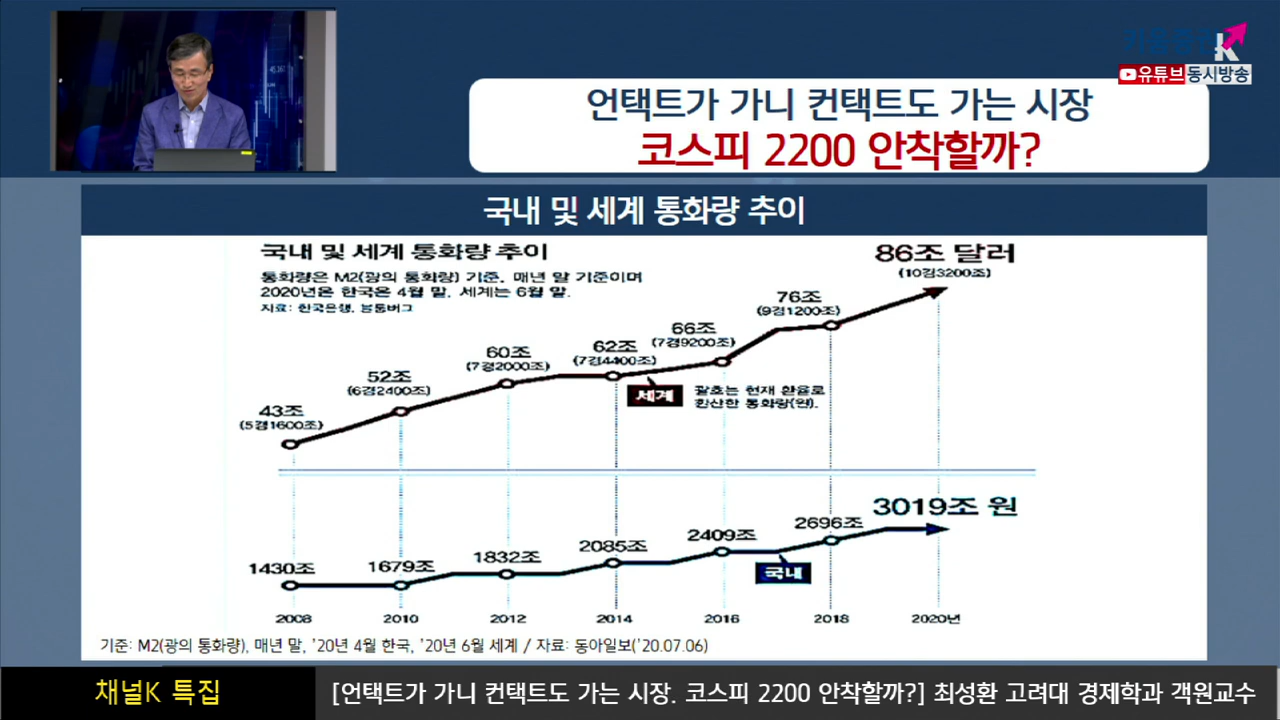 키움증권 K
유튜브 동시방송
언택트가 가니 컨택트도 가는 시장
코스피 2200 안착할까?
국내 및 세계 통화량 추이
국내 및 세계 통화량 추이
통화량은 M2(광의 통화량) 기준, 매년 말 기준이며
2020년은 한국은 4월 말, 세계는 6월 말.
자료: 한국은행, 블룸버그
86조 달러
(10경3200조)
76조
(9경1200조)
66조
(7경9200조)
62조
(7경4400조)
60조
(7경2000조)
52조
(6경2400조)
43조
(5경1600조)
세계
괄호는 현재 환율로
환산한 통화량(원).
3019조 원
2696조
2409조
2085조
1832조
1679조
1430조
국내
2008 2010 2012 2014 2016 2018 2020년
기준: M2(광의 통화량), 매년 말, '20년 4월 한국, '20년 6월 세계 / 자료: 동아일보('20.07.06)
채널K 특집
[언택트가 가니 컨택트도 가는 시장. 코스피 2200 안착할까?] 최성환 고려대 경제학과 객원교수